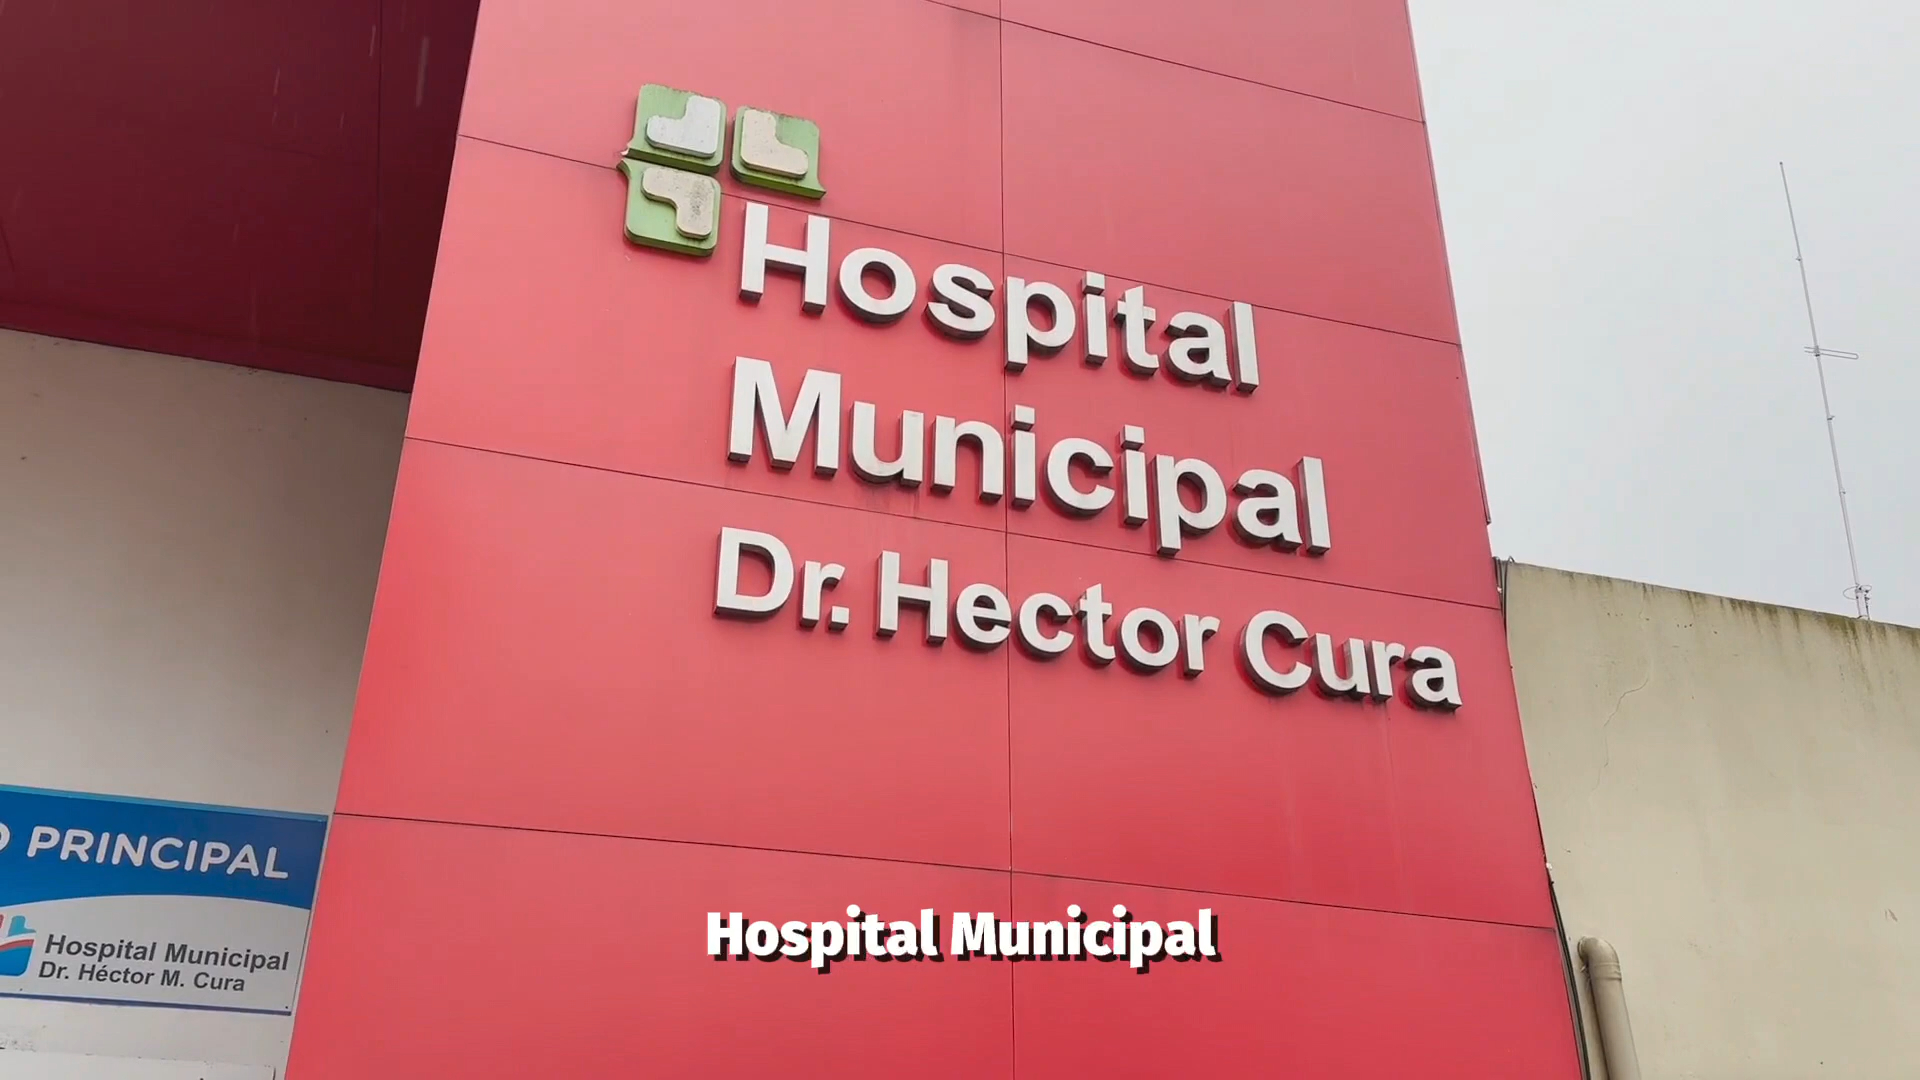 Hospital
Municipal
Dr. Hector Cura
PRINCIPAL
Hospital Municipal
Dr. Héctor M. Cura
Hospital Municipal